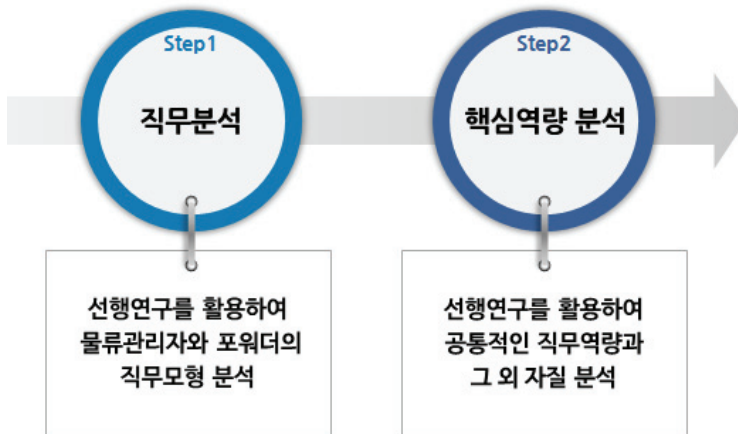 Step1
직무분석
선행연구를 활용하여
물류관리자와 포워더의
직무모형 분석
Step2
핵심역량 분석
선행연구를 활용하여
공통적인 직무역량과
그 외 자질 분석